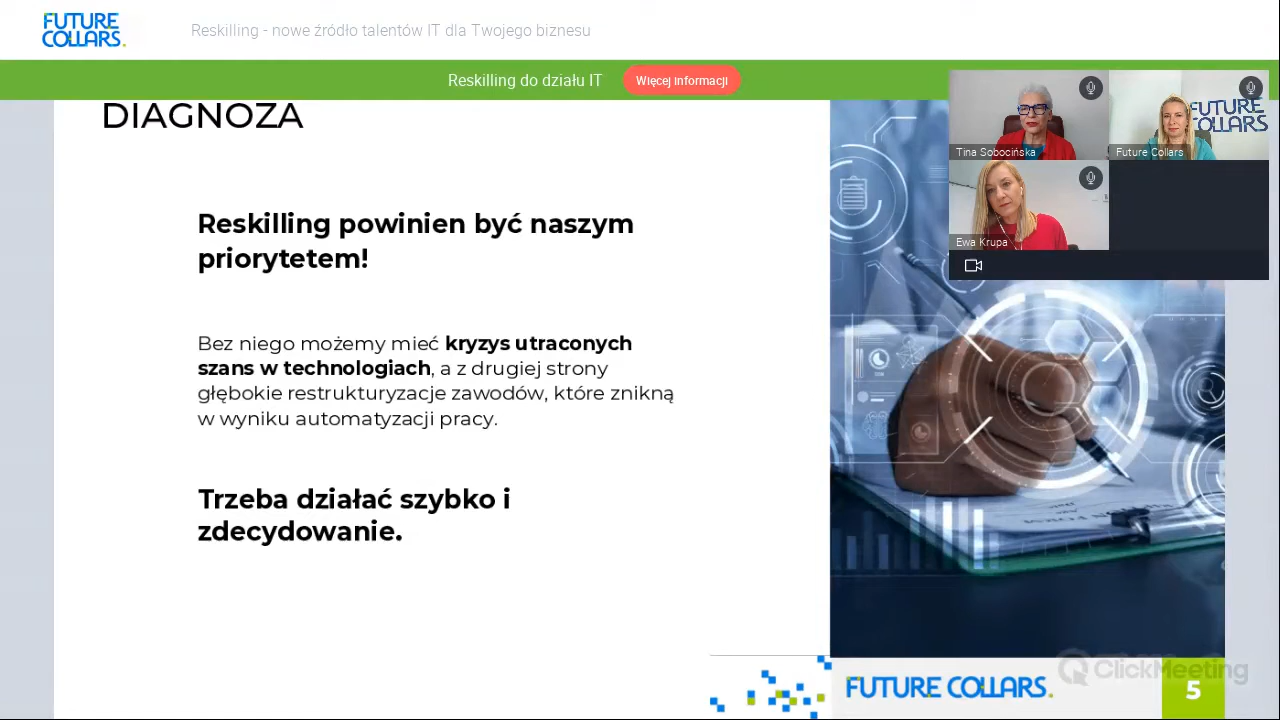 FUTURE
COLLARS.
Reskilling - nowe źródło talentów IT dla Twojego biznesu
Reskilling do działu IT
Więcej informacji
DIAGNOZA
FUTURE
COLLARS
Tina Sobocińska
Future Collars
Ewa Krupa
Reskilling powinien być naszym
priorytetem!
Bez niego możemy mieć kryzys utraconych
szans w technologiach, a z drugiej strony
głębokie restrukturyzacje zawodów, które znikną
w wyniku automatyzacji pracy.
Trzeba działać szybko i
zdecydowanie.
FUTURE COLLARS.
ClickMeeting
5